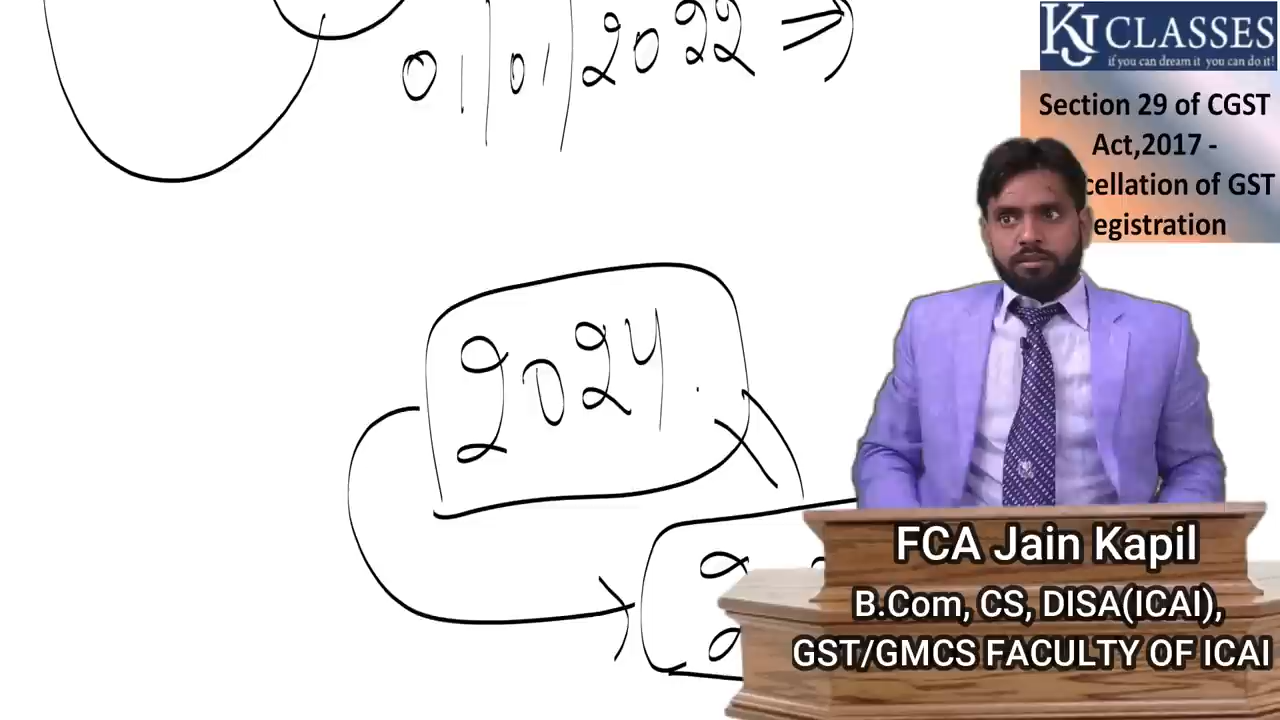 01|01|2022 ⇒
2024
KJ CLASSES
if you can dream it you can do it!
Section 29 of CGST
Act,2017 -
cellation of GST
egistration
FCA Jain Kapil
B.Com, CS, DISA(ICAI),
GST/GMCS FACULTY OF ICAI